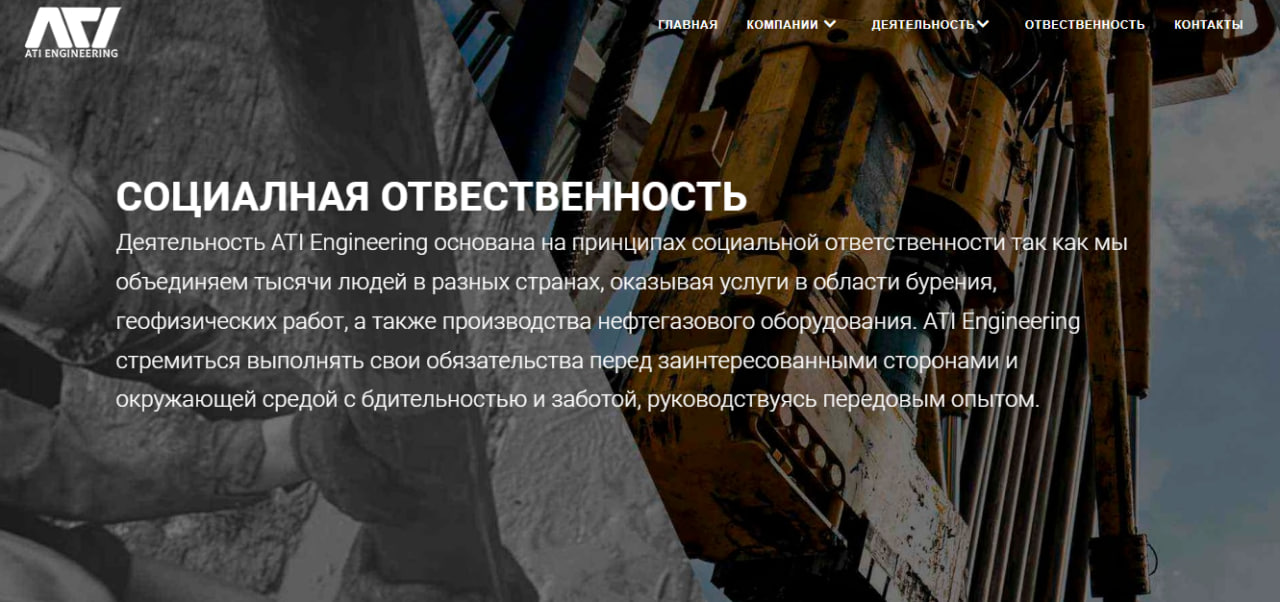 ATI
ATI ENGINEERING
ГЛАВНАЯ КОМПАНИИ ДЕЯТЕЛЬНОСТЬ ОТВЕСТВЕННОСТЬ КОНТАКТЫ
СОЦИАЛНАЯ ОТВЕСТВЕННОСТЬ
Деятельность ATI Engineering основана на принципах социальной ответственности так как мы
объединяем тысячи людей в разных странах, оказывая услуги в области бурения,
геофизических работ, а также производства нефтегазового оборудования. ATI Engineering
стремиться выполнять свои обязательства перед заинтересованными сторонами и
окружающей средой с бдительностью и заботой, руководствуясь передовым опытом.